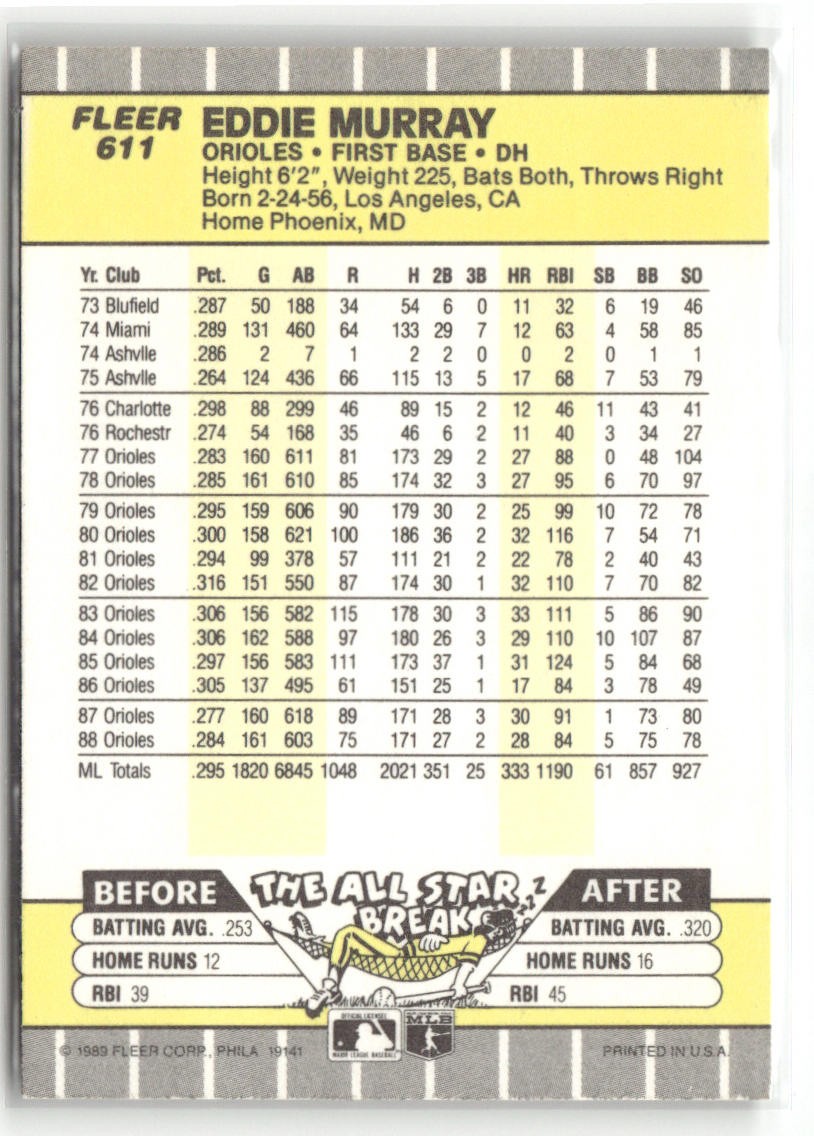 FLEER EDDIE MURRAY
611 ORIOLES • FIRST BASE • DH
Height 6'2", Weight 225, Bats Both, Throws Right
Born 2-24-56, Los Angeles, CA
Home Phoenix, MD
Yr. Club Pct. G AB R H 2B 3B HR RBI SB BB SO
73 Blufield .287 50 188 34 54 6 0 11 32 6 19 46
74 Miami .289 131 460 64 133 29 7 12 63 4 58 85
74 Ashvlle .286 2 7 1 2 2 0 0 2 0 1 1
75 Ashvlle .264 124 436 66 115 13 5 17 68 7 53 79
76 Charlotte .298 88 299 46 89 15 2 12 46 11 43 41
76 Rochestr .274 54 168 35 46 6 2 11 40 3 34 27
77 Orioles .283 160 611 81 173 29 2 27 88 0 48 104
78 Orioles .285 161 610 85 174 32 3 27 95 6 70 97
79 Orioles .295 159 606 90 179 30 2 25 99 10 72 78
80 Orioles .300 158 621 100 186 36 2 32 116 7 54 71
81 Orioles .294 99 378 57 111 21 2 22 78 2 40 43
82 Orioles .316 151 550 87 174 30 1 32 110 7 70 82
83 Orioles .306 156 582 115 178 30 3 33 111 5 86 90
84 Orioles .306 162 588 97 180 26 3 29 110 10 107 87
85 Orioles .297 156 583 111 173 37 1 31 124 5 84 68
86 Orioles .305 137 495 61 151 25 1 17 84 3 78 49
87 Orioles .277 160 618 89 171 28 3 30 91 1 73 80
88 Orioles .284 161 603 75 171 27 2 28 84 5 75 78
ML Totals .295 1820 6845 1048 2021 351 25 333 1190 61 857 927
BEFORE THE ALL STAR BREAK ZZZ AFTER
BATTING AVG. .253 BATTING AVG. .320
HOME RUNS 12 HOME RUNS 16
RBI 39 RBI 45
OFFICIAL LICENSEE
MAJOR LEAGUE BASEBALL
MLB
© 1989 FLEER CORP., PHILA 19141 PRINTED IN U.S.A.